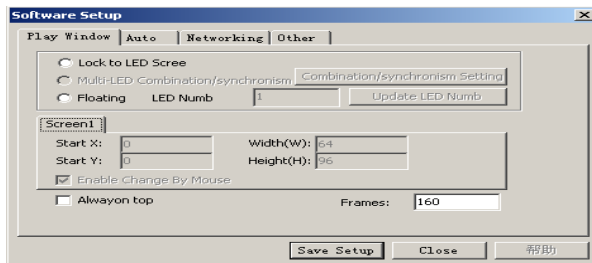 Software Setup
Play Window Auto Networking Other
Lock to LED Scree
Multi-LED Combination/synchronism Combination/synchronism Setting
Floating LED Numb 1 Update LED Numb
Screen1
Start X: 0 Width(W): 64
Start Y: 0 Height(H): 96
Enable Change By Mouse
Alwayon top Frames: 160
Save Setup Close 帮助